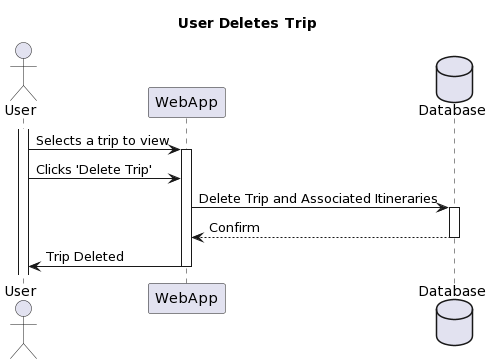 User Deletes Trip
User
WebApp
Database
Selects a trip to view
Clicks 'Delete Trip'
Delete Trip and Associated Itineraries
Confirm
Trip Deleted
User
WebApp
Database